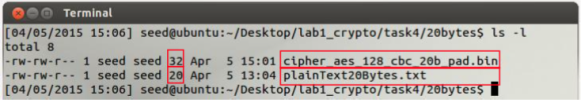 Terminal
[04/05/2015 15:06] seed@ubuntu:~/Desktop/lab1_crypto/task4/20bytes$ ls -l
total 8
-rw-rw-r-- 1 seed seed 32 Apr  5 15:01 cipher_aes_128_cbc_20b_pad.bin
-rw-rw-r-- 1 seed seed 20 Apr  5 13:04 plainText20Bytes.txt
[04/05/2015 15:06] seed@ubuntu:~/Desktop/lab1_crypto/task4/20bytes$